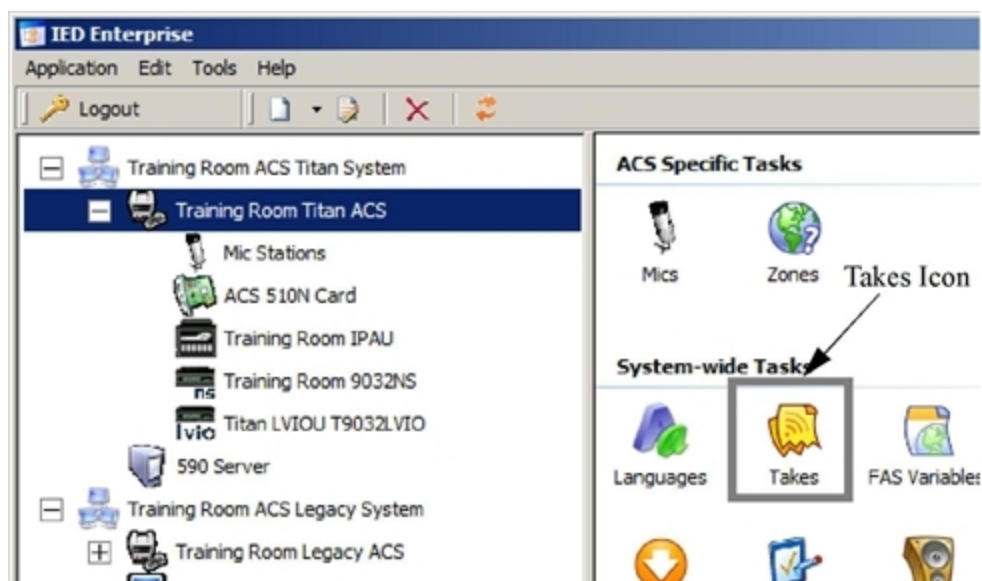 IED Enterprise
Application Edit Tools Help
Logout
Training Room ACS Titan System
Training Room Titan ACS
Mic Stations
ACS 510N Card
Training Room IPAU
ns
Training Room 9032NS
lvio
Titan LVIOU T9032LVIO
590 Server
Training Room ACS Legacy System
Training Room Legacy ACS
ACS Specific Tasks
Mics
Zones
Takes Icon
System-wide Tasks
Languages
Takes
FAS Variables